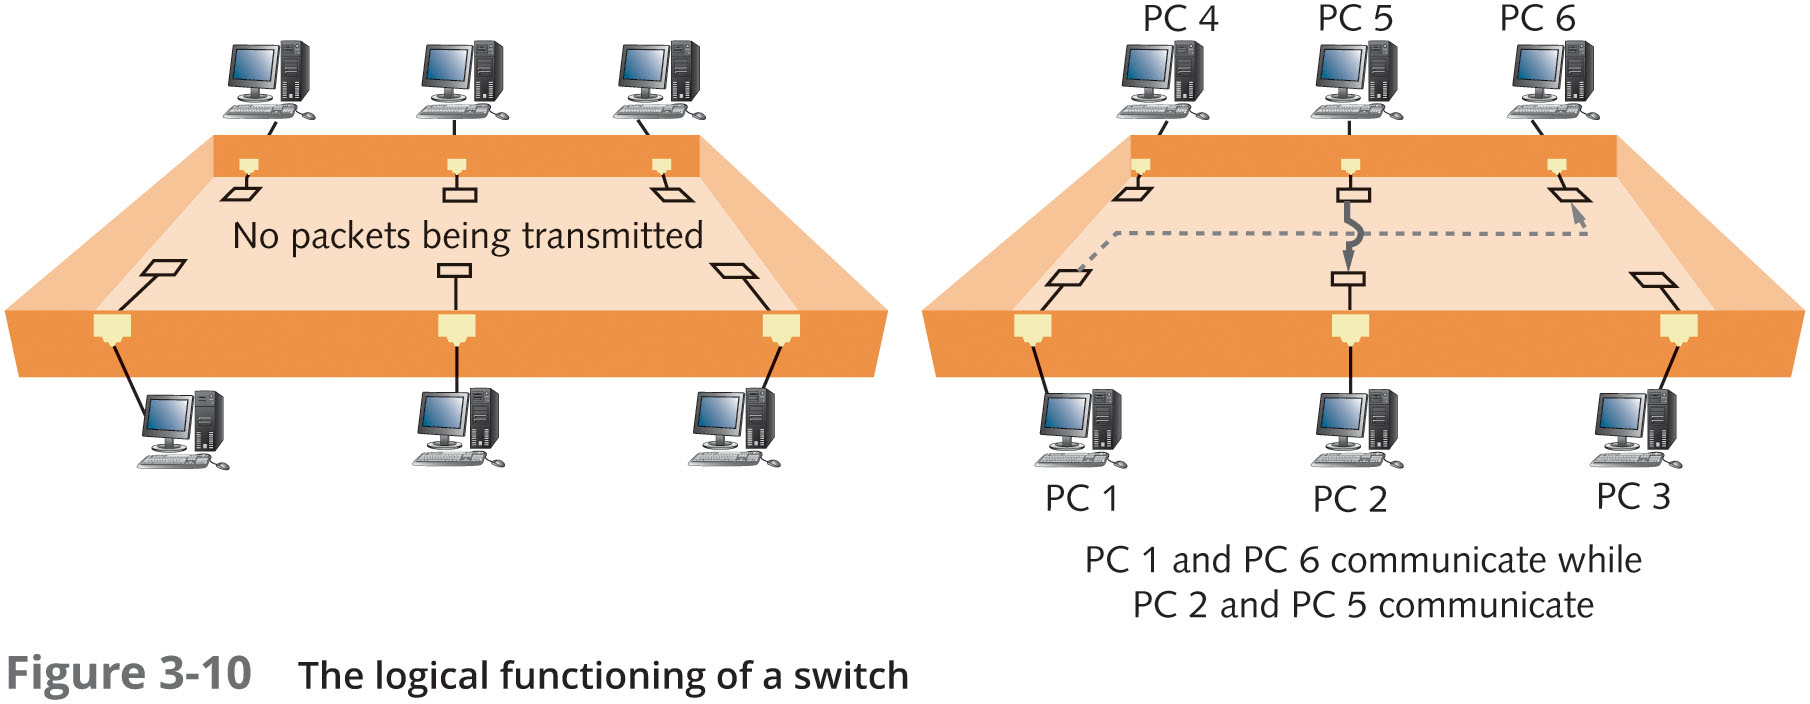 PC 4
PC 5
PC 6
No packets being transmitted
PC 1
PC 2
PC 3
PC 1 and PC 6 communicate while
PC 2 and PC 5 communicate
Figure 3-10 The logical functioning of a switch